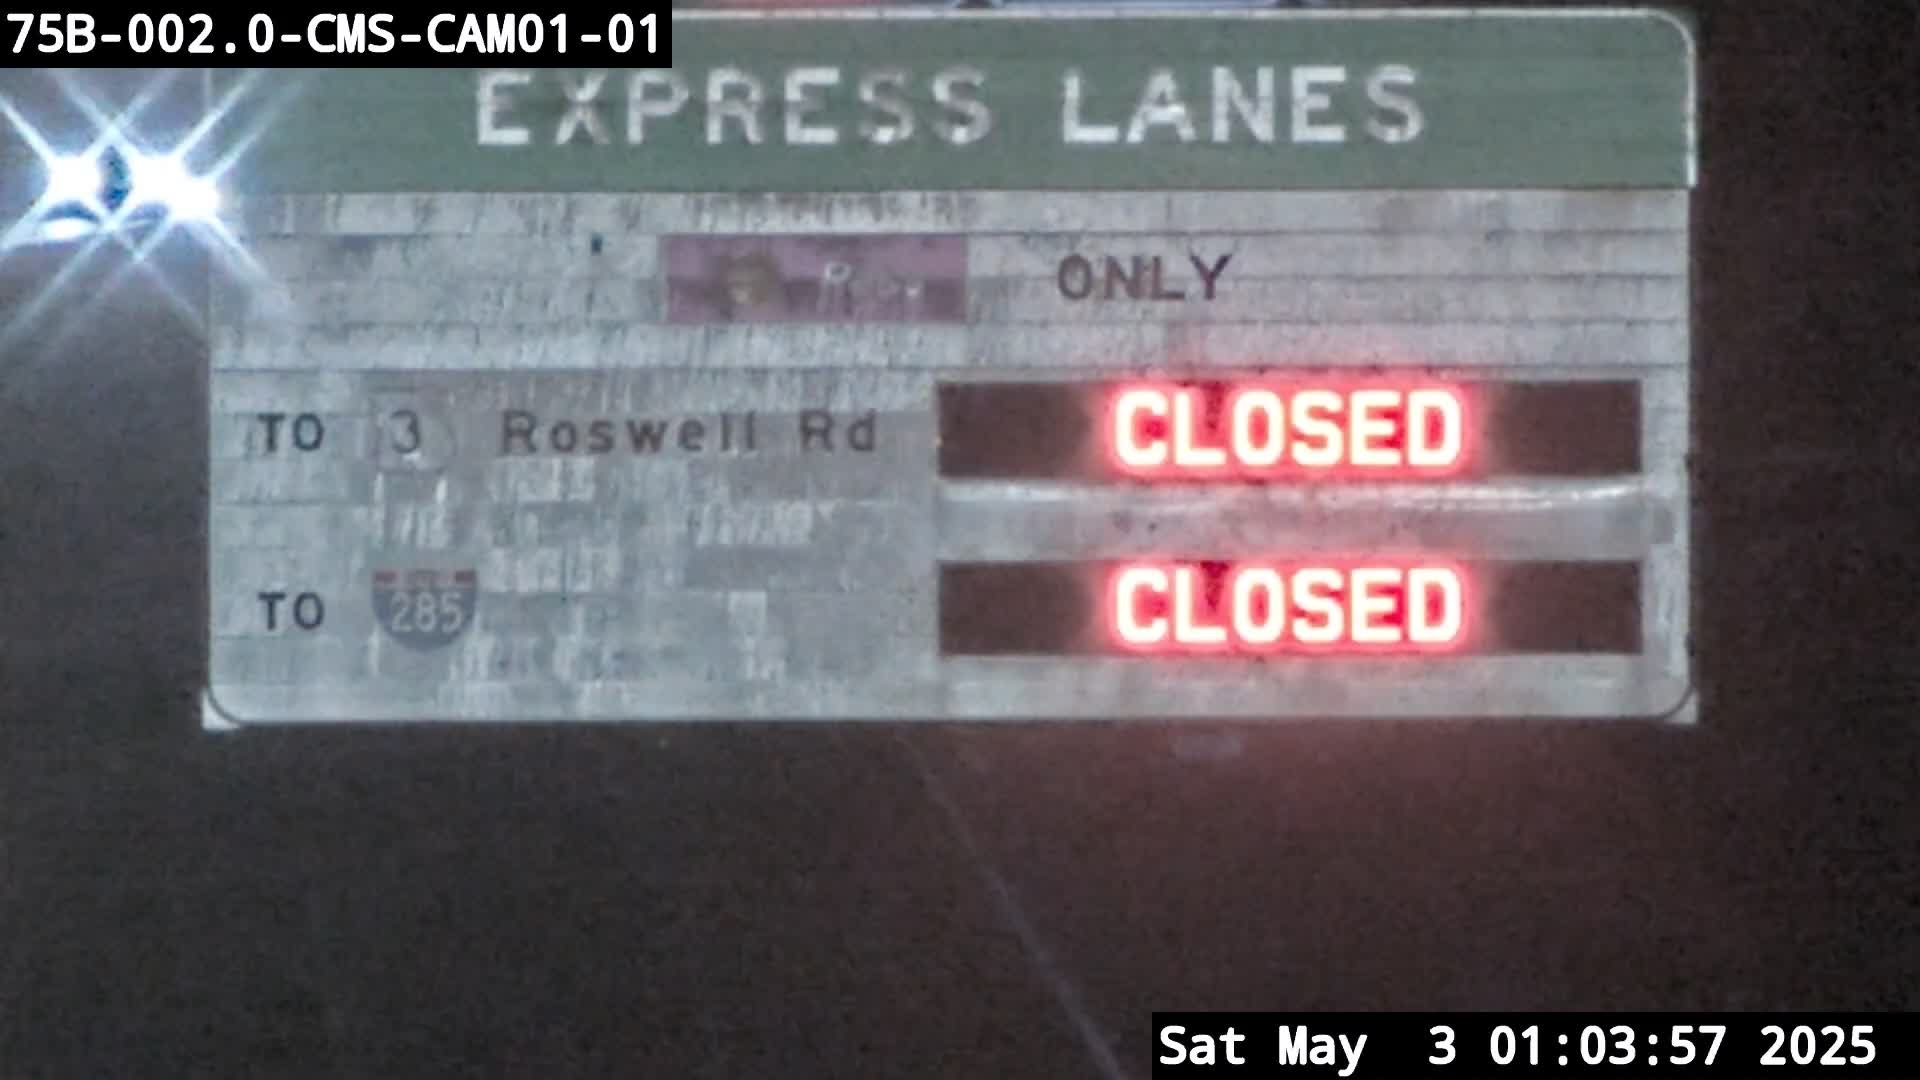 75B-002.0-CMS-CAM01-01
EXPRESS LANES
ONLY
TO 3 Roswell Rd CLOSED
TO 285 CLOSED
Sat May 3 01:03:57 2025